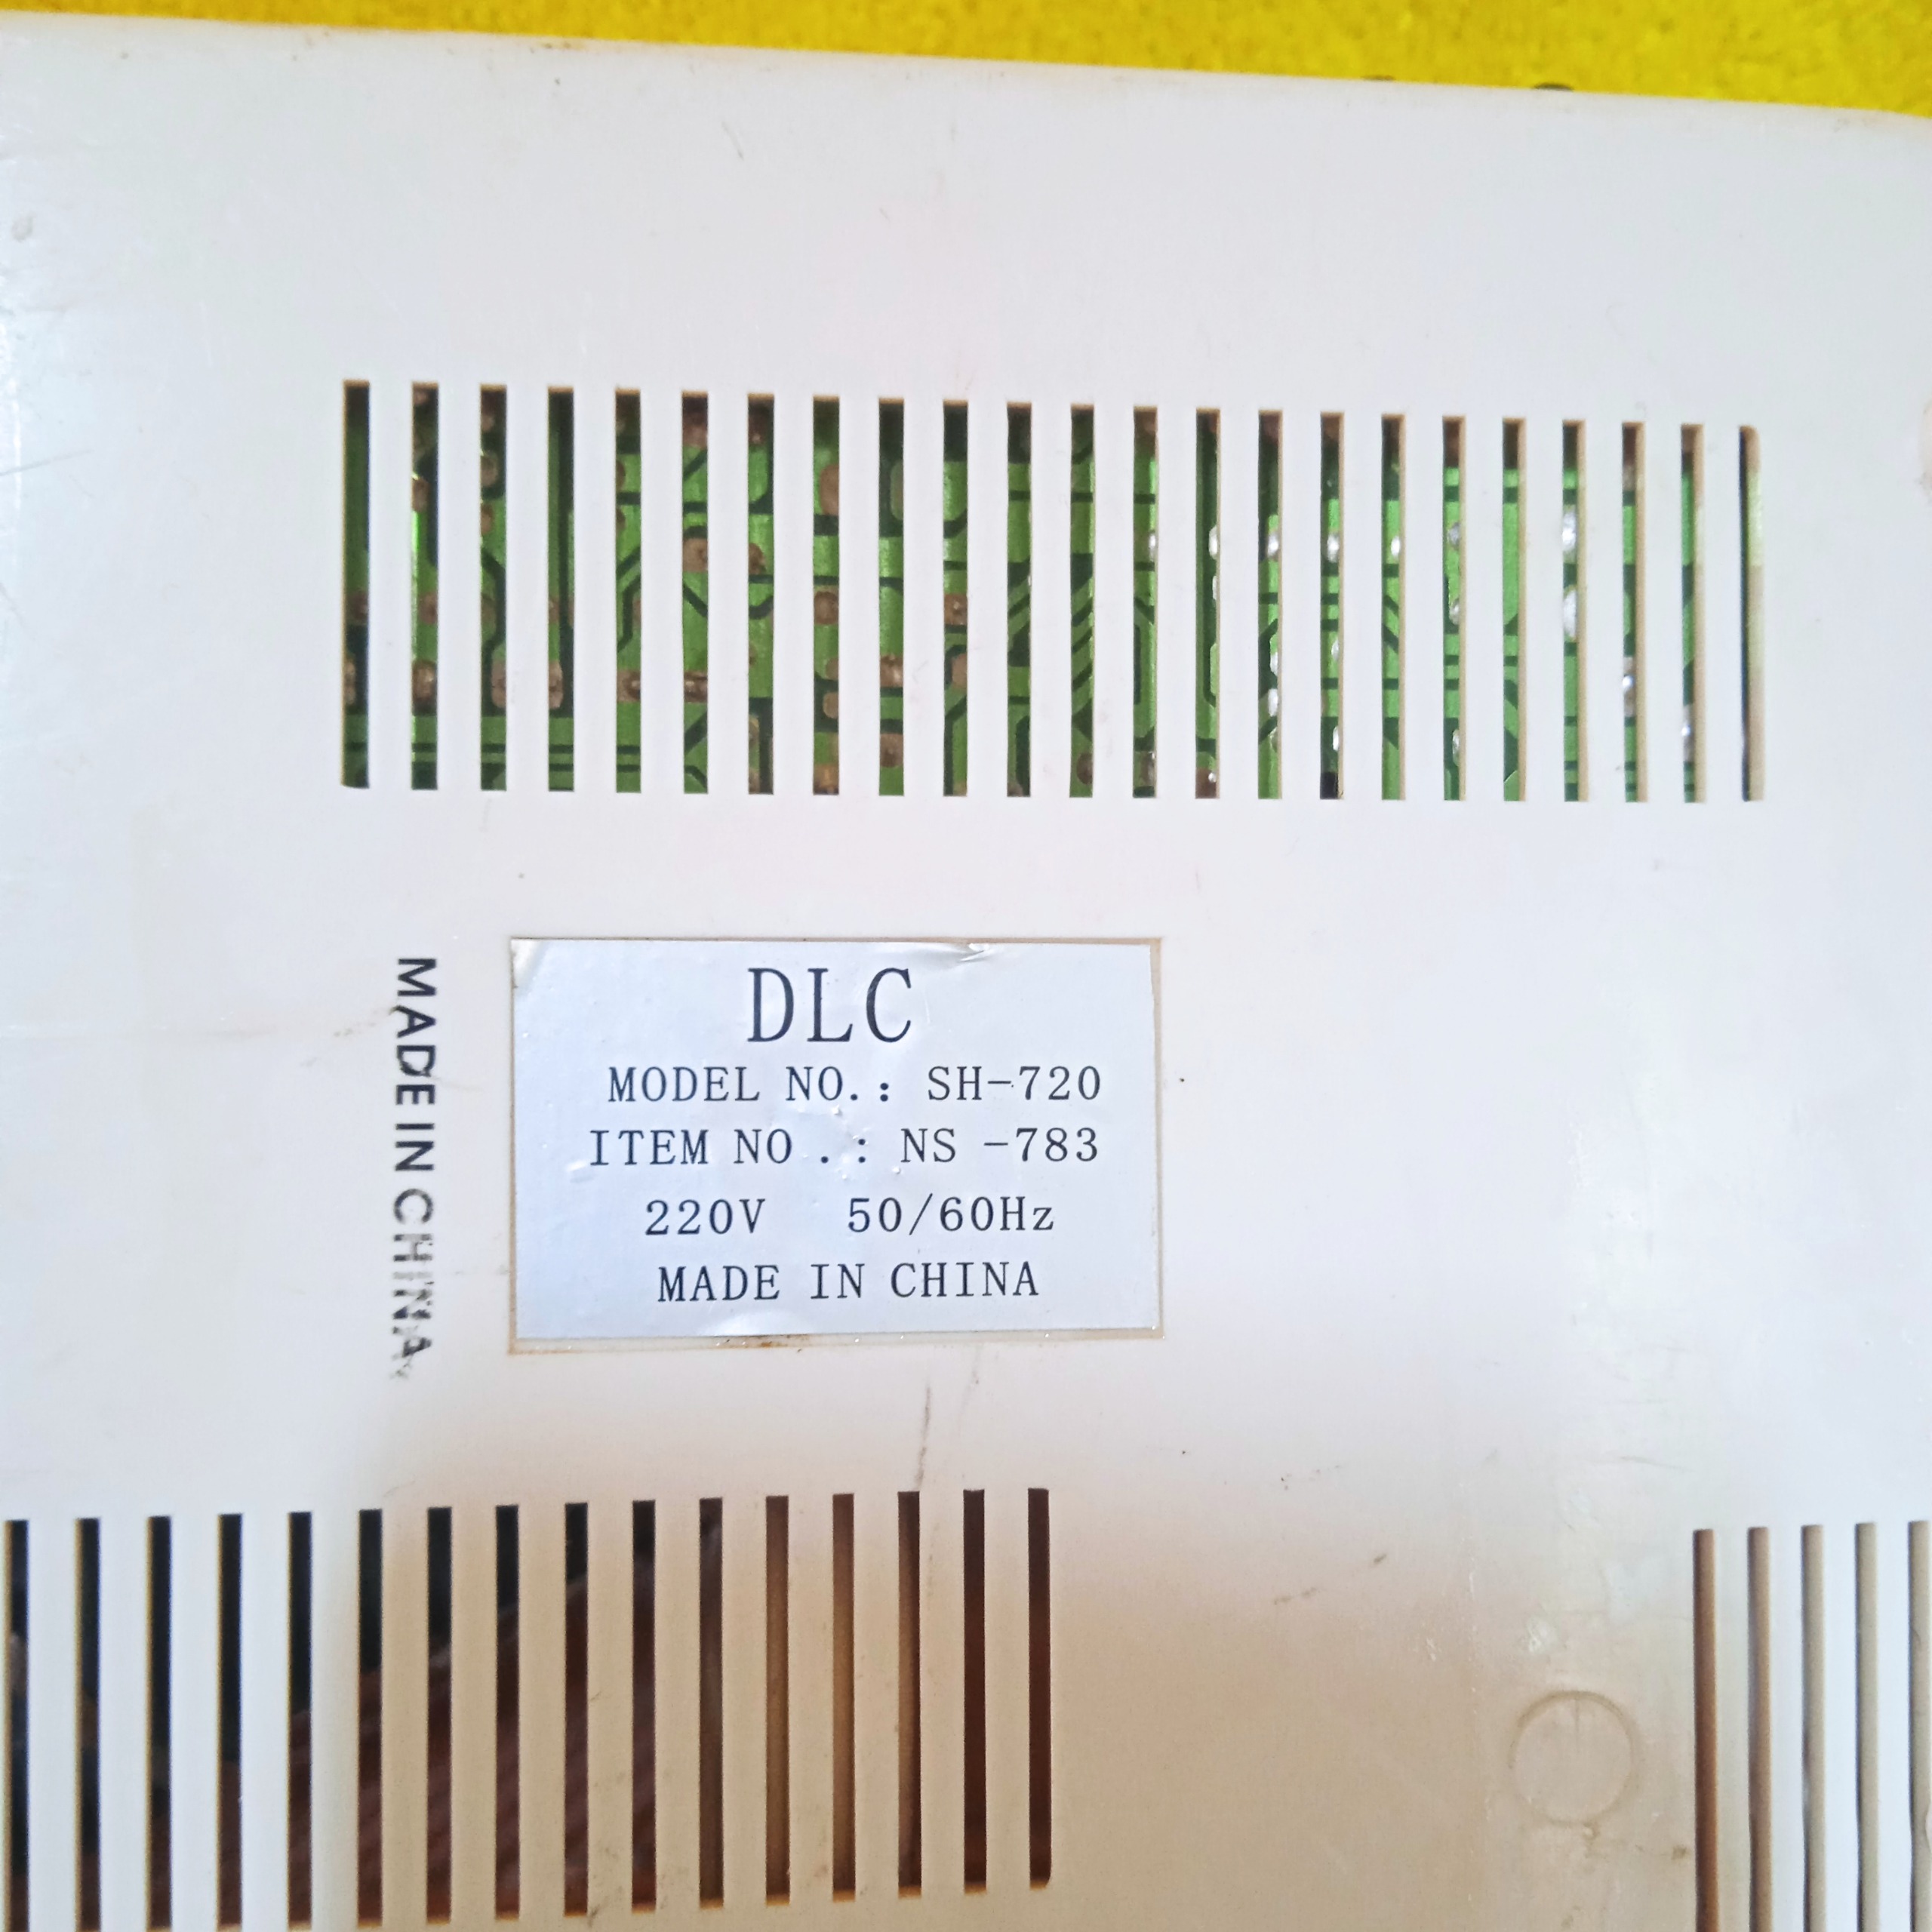 MADE IN CHINA
DLC
MODEL NO.: SH-720
ITEM NO .: NS -783
220V 50/60Hz
MADE IN CHINA